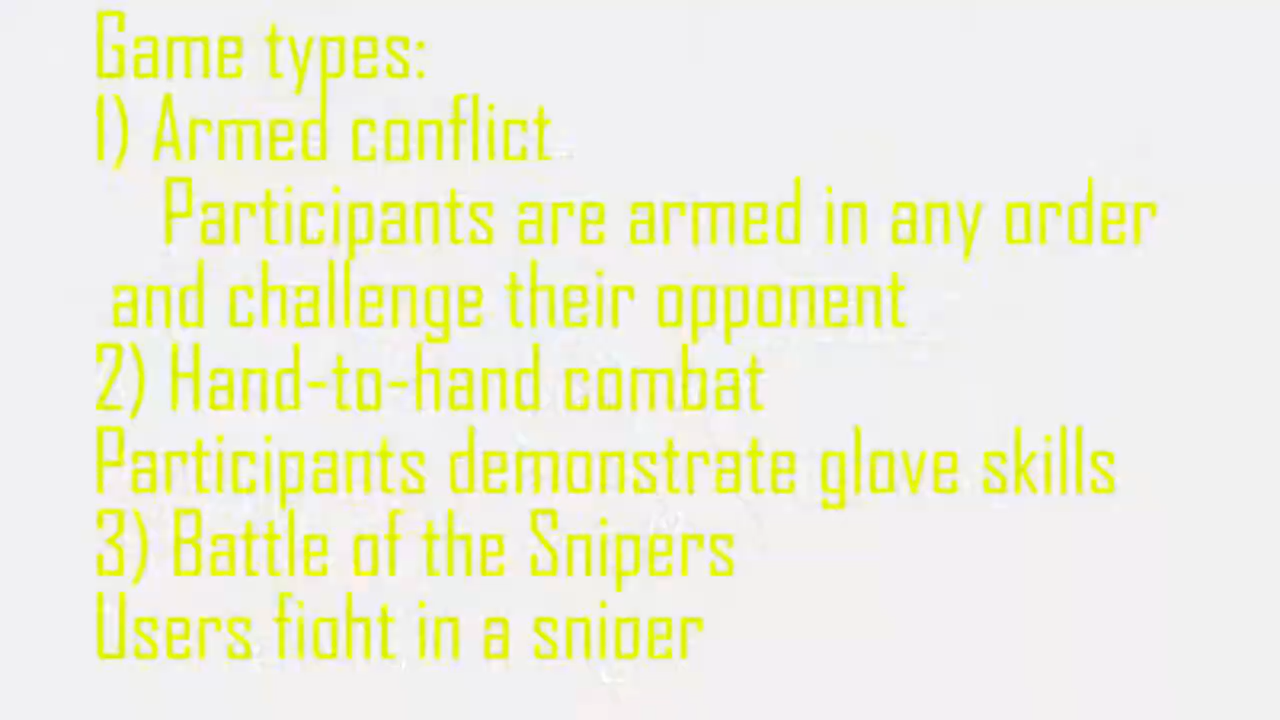 Game types:
1) Armed conflict
Participants are armed in any order
and challenge their opponent
2) Hand-to-hand combat
Participants demonstrate glove skills
3) Battle of the Snipers
Users fight in a sniper